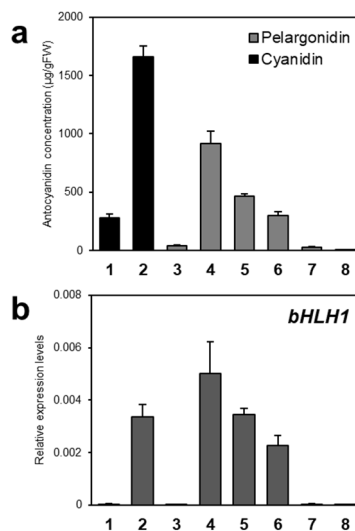 a
2000
1500
1000
500
0
Antocyanidin concentration (μg/gFW)
Pelargonidin
Cyanidin
1 2 3 4 5 6 7 8
b
bHLH1
0.008
0.006
0.004
0.002
0
Relative expression levels
1 2 3 4 5 6 7 8